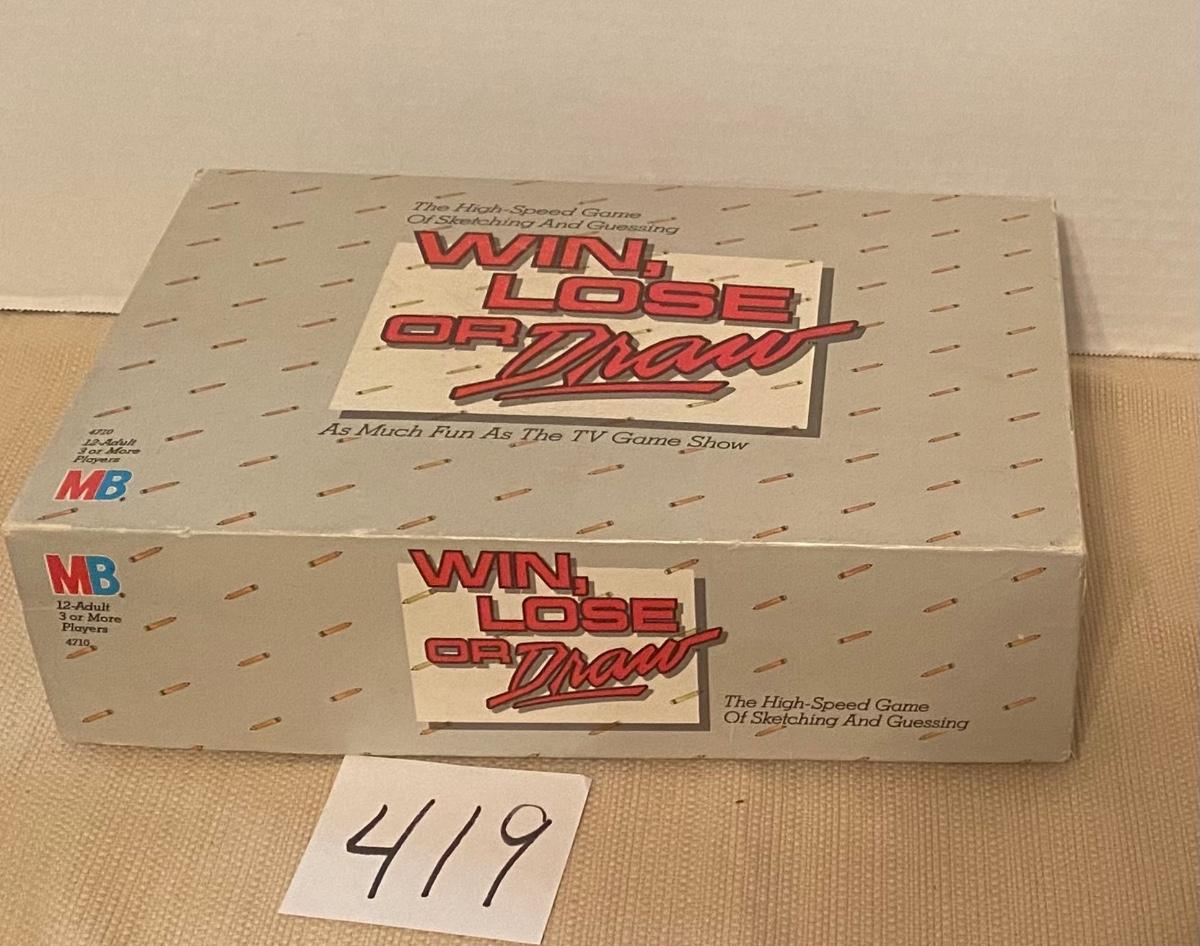 The High-Speed Game
Of Sketching And Guessing
WIN,
LOSE
OR Draw
As Much Fun As The TV Game Show
4710
12-Adult
3 or More
Players
MB
MB
12-Adult
3 or More
Players
4710
WIN,
LOSE
OR Draw
The High-Speed Game
Of Sketching And Guessing
419